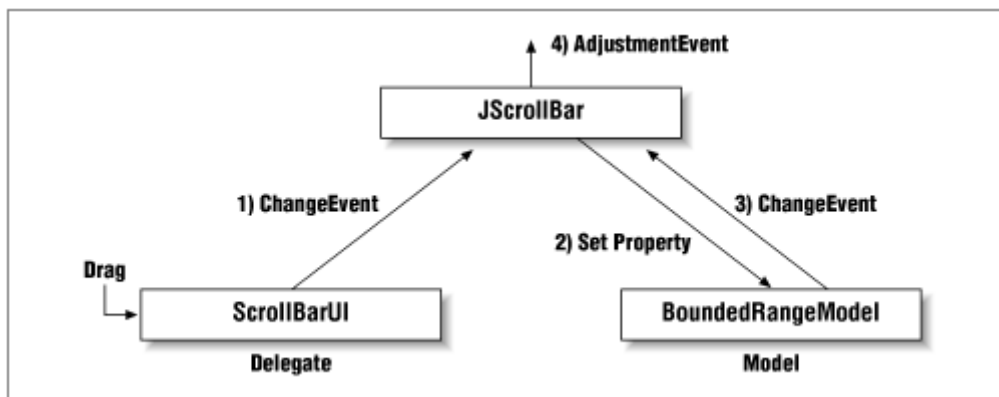 4) AdjustmentEvent
JScrollBar
1) ChangeEvent
3) ChangeEvent
2) Set Property
Drag
ScrollBarUI
BoundedRangeModel
Delegate
Model